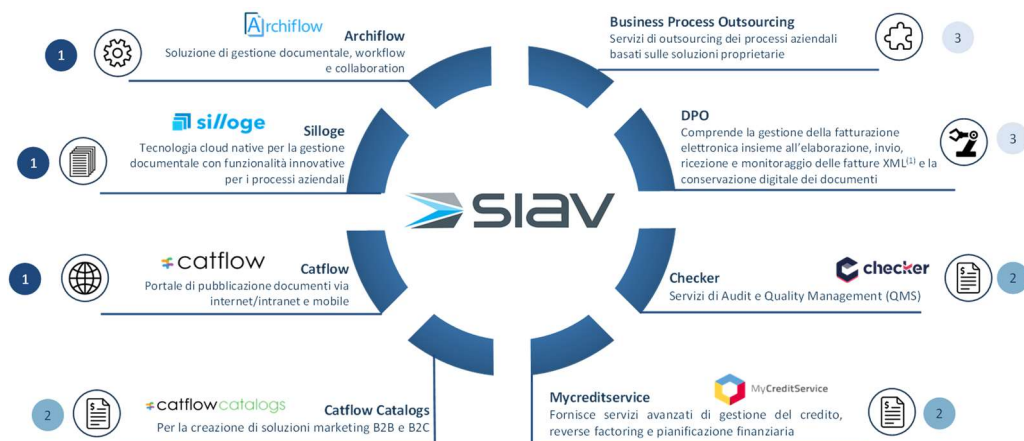 Archiflow
Archiflow
Soluzione di gestione documentale, workflow
e collaboration
1
silloge
Silloge
Tecnologia cloud native per la gestione
documentale con funzionalità innovative
per i processi aziendali
1
catflow
Catflow
Portale di pubblicazione documenti via
internet/intranet e mobile
1
catflowcatalogs
Catflow Catalogs
Per la creazione di soluzioni marketing B2B e B2C
2
SIAV
Business Process Outsourcing
Servizi di outsourcing dei processi aziendali
basati sulle soluzioni proprietarie
3
DPO
Comprende la gestione della fatturazione
elettronica insieme all’elaborazione, invio,
ricezione e monitoraggio delle fatture XML(1) e la
conservazione digitale dei documenti
3
checker
Checker
Servizi di Audit e Quality Management (QMS)
2
MyCreditService
Mycreditservice
Fornisce servizi avanzati di gestione del credito,
reverse factoring e pianificazione finanziaria
2